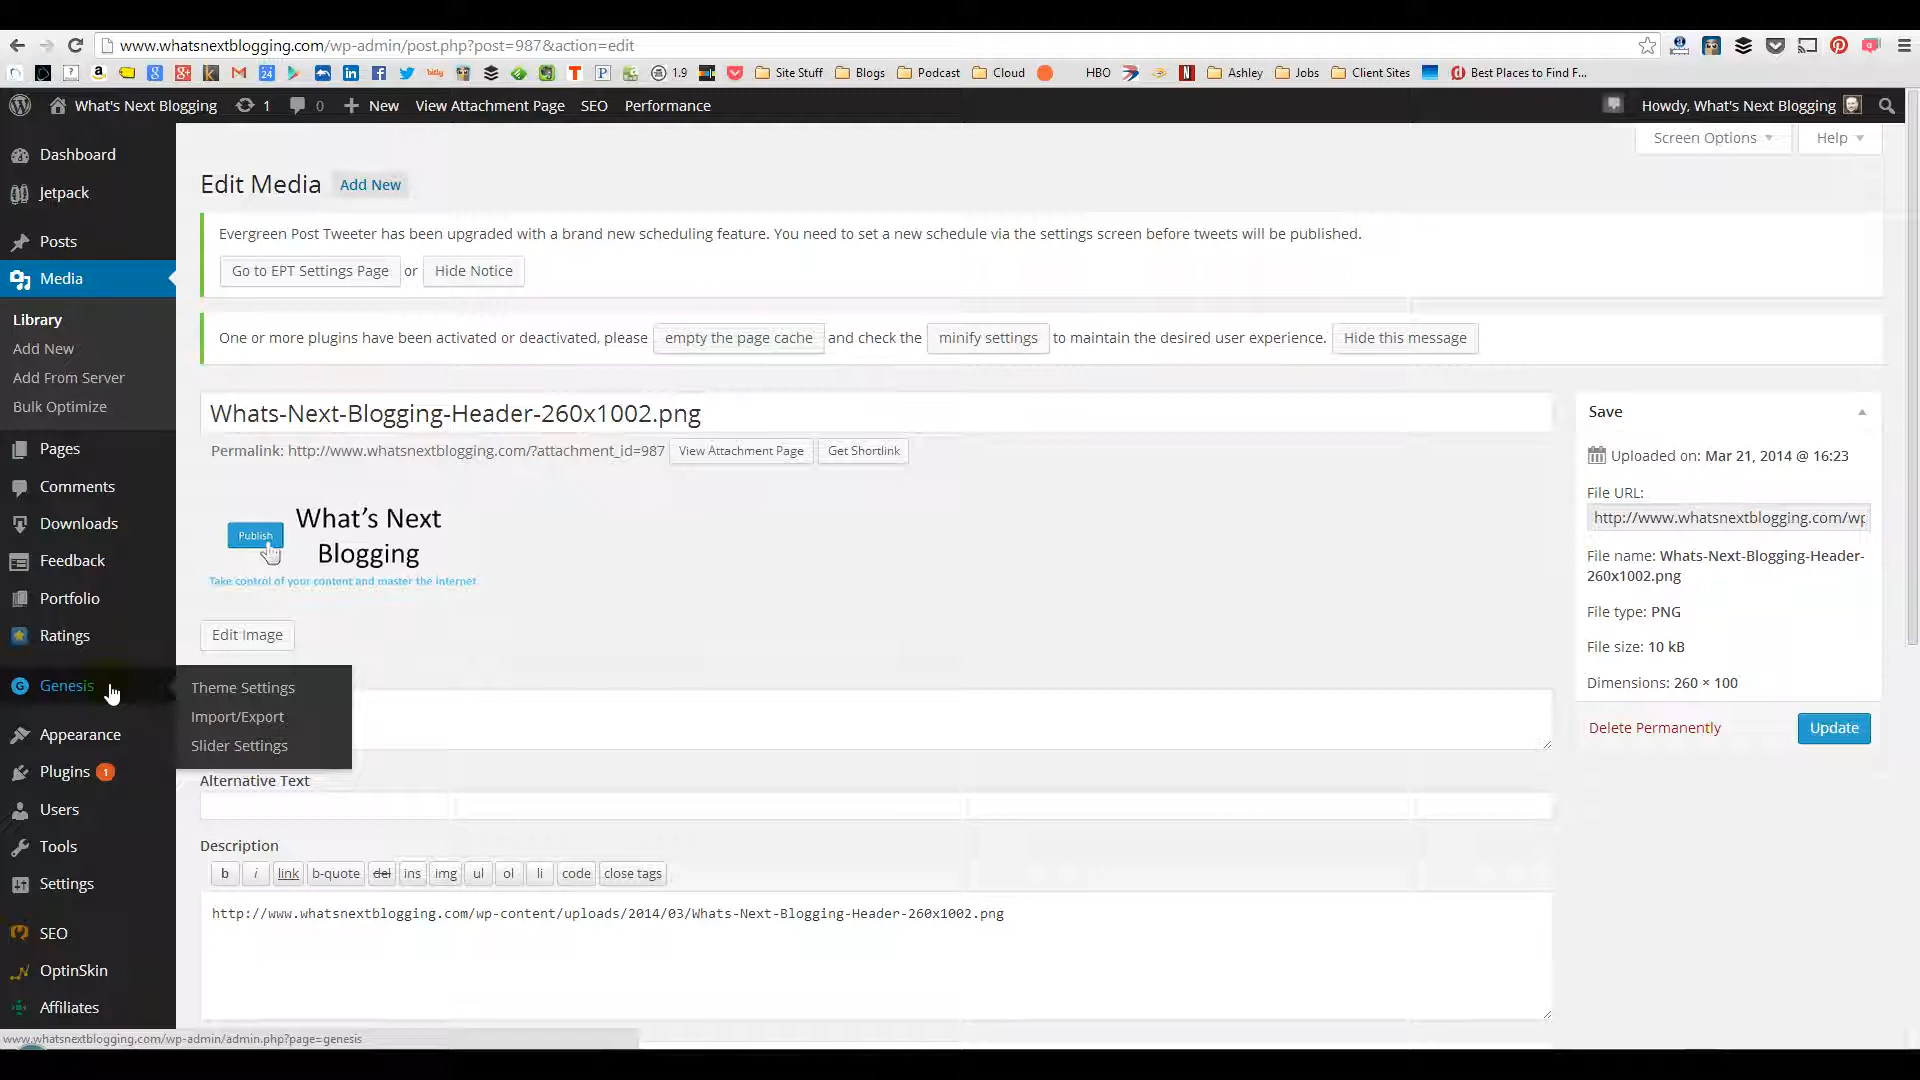 www.whatsnextblogging.com/wp-admin/post.php?post=987&action=edit
1.9 Site Stuff Blogs Podcast Cloud HBO Ashley Jobs Client Sites Best Places to Find F...
What's Next Blogging 1 0 New View Attachment Page SEO Performance Howdy, What's Next Blogging
Screen Options Help
Dashboard
Jetpack
Posts
Media
Library
Add New
Add From Server
Bulk Optimize
Pages
Comments
Downloads
Feedback
Portfolio
Ratings
Genesis
Theme Settings
Import/Export
Slider Settings
Appearance
Plugins 1
Users
Tools
Settings
SEO
OptinSkin
Affiliates
Edit Media Add New
Evergreen Post Tweeter has been upgraded with a brand new scheduling feature. You need to set a new schedule via the settings screen before tweets will be published.
Go to EPT Settings Page or Hide Notice
One or more plugins have been activated or deactivated, please empty the page cache and check the minify settings to maintain the desired user experience. Hide this message
Whats-Next-Blogging-Header-260x1002.png
Permalink: http://www.whatsnextblogging.com/?attachment_id=987 View Attachment Page Get Shortlink
Publish
What's Next
Blogging
Take control of your content and master the internet
Edit Image
Alternative Text
Description
b i link b-quote del ins img ul ol li code close tags
http://www.whatsnextblogging.com/wp-content/uploads/2014/03/Whats-Next-Blogging-Header-260x1002.png
Save
Uploaded on: Mar 21, 2014 @ 16:23
File URL:
http://www.whatsnextblogging.com/wp
File name: Whats-Next-Blogging-Header-
260x1002.png
File type: PNG
File size: 10 kB
Dimensions: 260 × 100
Delete Permanently Update
www.whatsnextblogging.com/wp-admin/admin.php?page=genesis